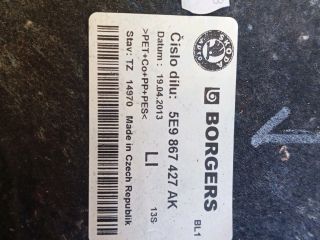 ŠKODA
BORGERS
BL1
Číslo dílu: 5E9 867 427 AK
Datum: 19.04.2013
LI
13S
>PET+Co+PP+PES<
Stav: TZ 14970 Made in Czech Republik